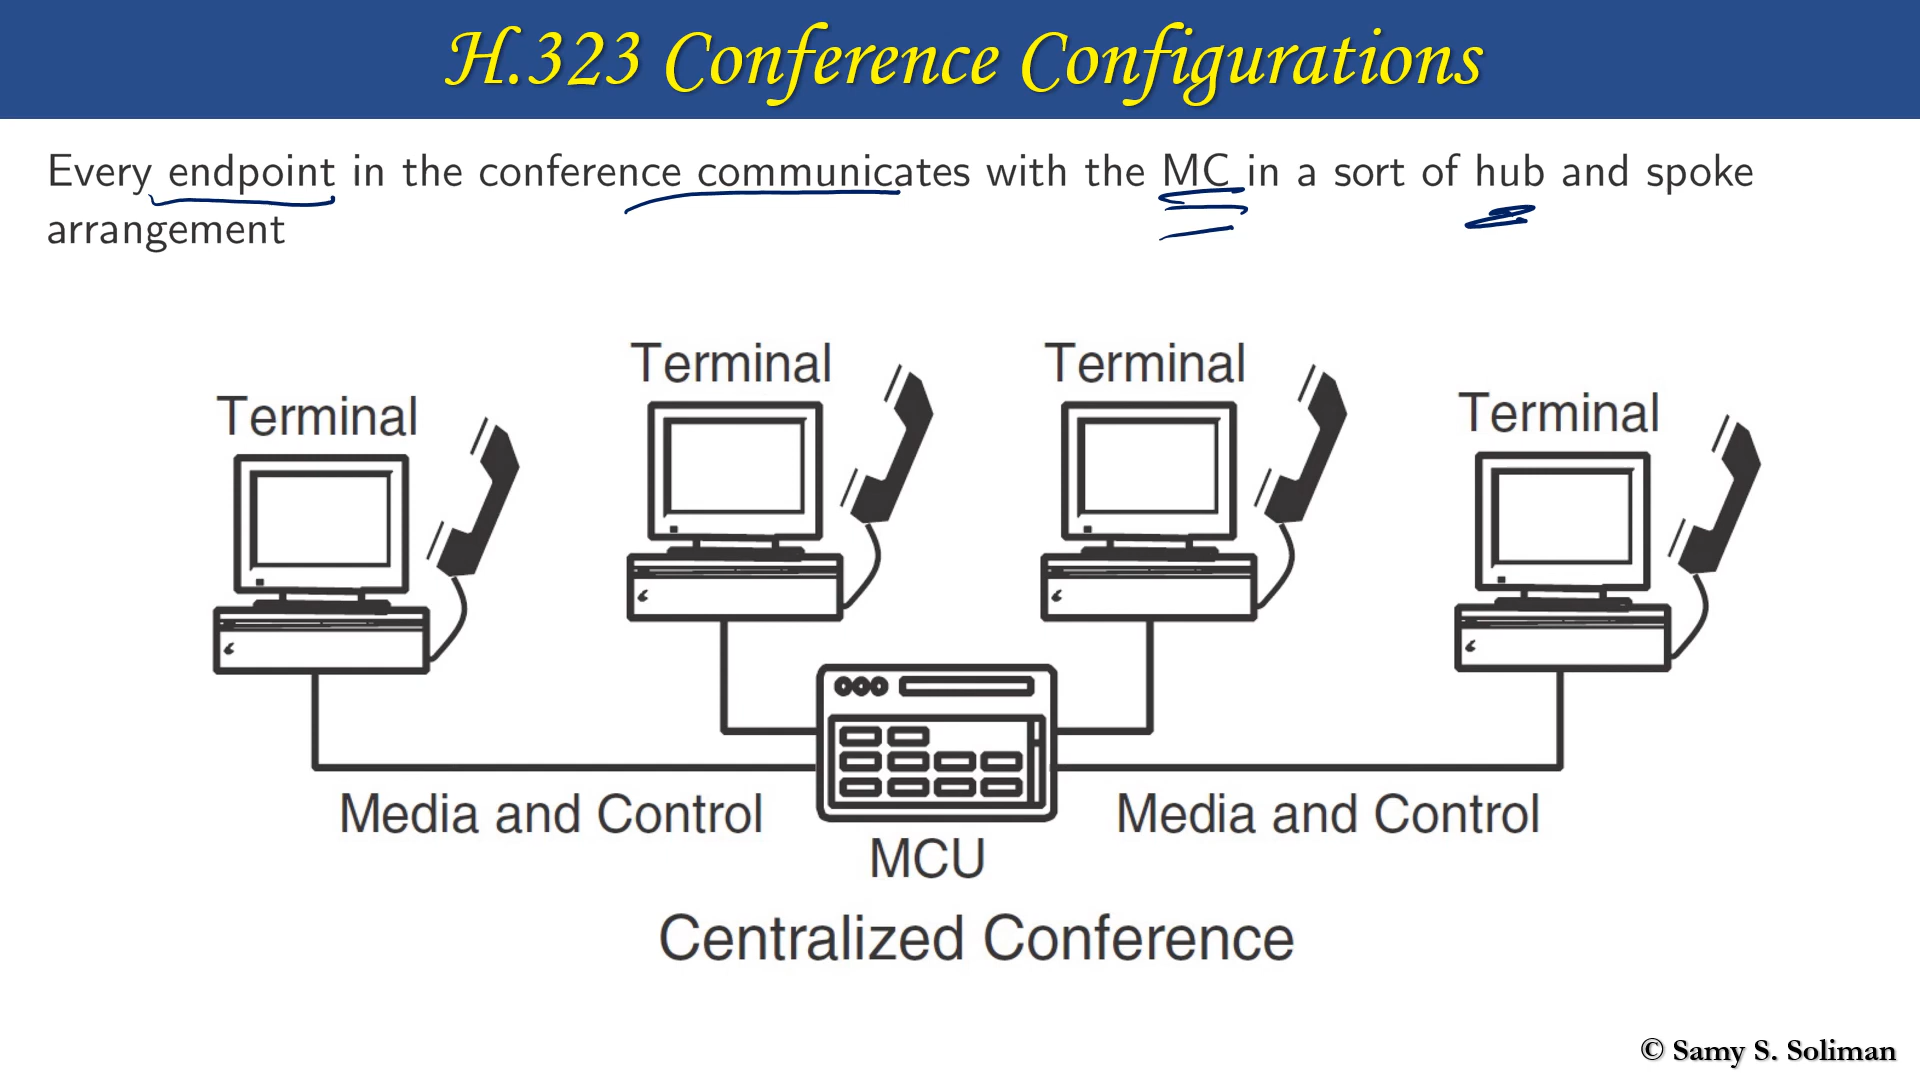 H.323 Conference Configurations
Every endpoint in the conference communicates with the MC in a sort of hub and spoke
arrangement
Terminal
Terminal
Terminal
Terminal
Media and Control
Media and Control
MCU
Centralized Conference
© Samy S. Soliman